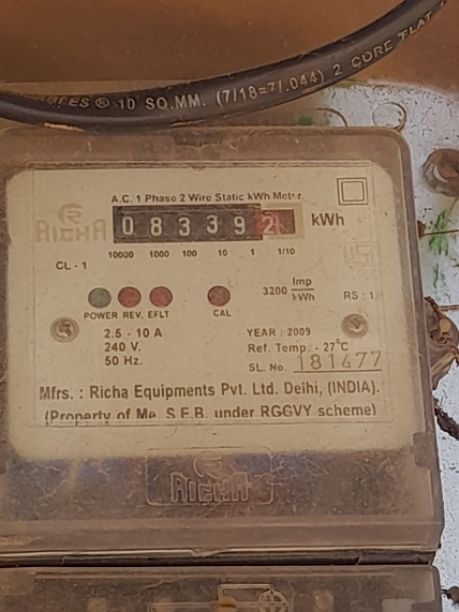 LES ® 10 SQ.MM. (7/18=7/.044) 2 CORE FLAT
A.C. 1 Phase 2 Wire Static kWh Meter
RICHA
0 8 3 3 9 2 kWh
10000 1000 100 10 1 1/10
CL - 1
3200 Imp/kWh
RS : 1
POWER REV. EFLT CAL
2.5 - 10 A
240 V.
50 Hz.
YEAR : 2009
Ref. Temp. - 27°C
SL. No 181477
Mfrs. : Richa Equipments Pvt. Ltd. Delhi, (INDIA).
(Property of Me. S.E.B. under RGGVY scheme)
RICHA